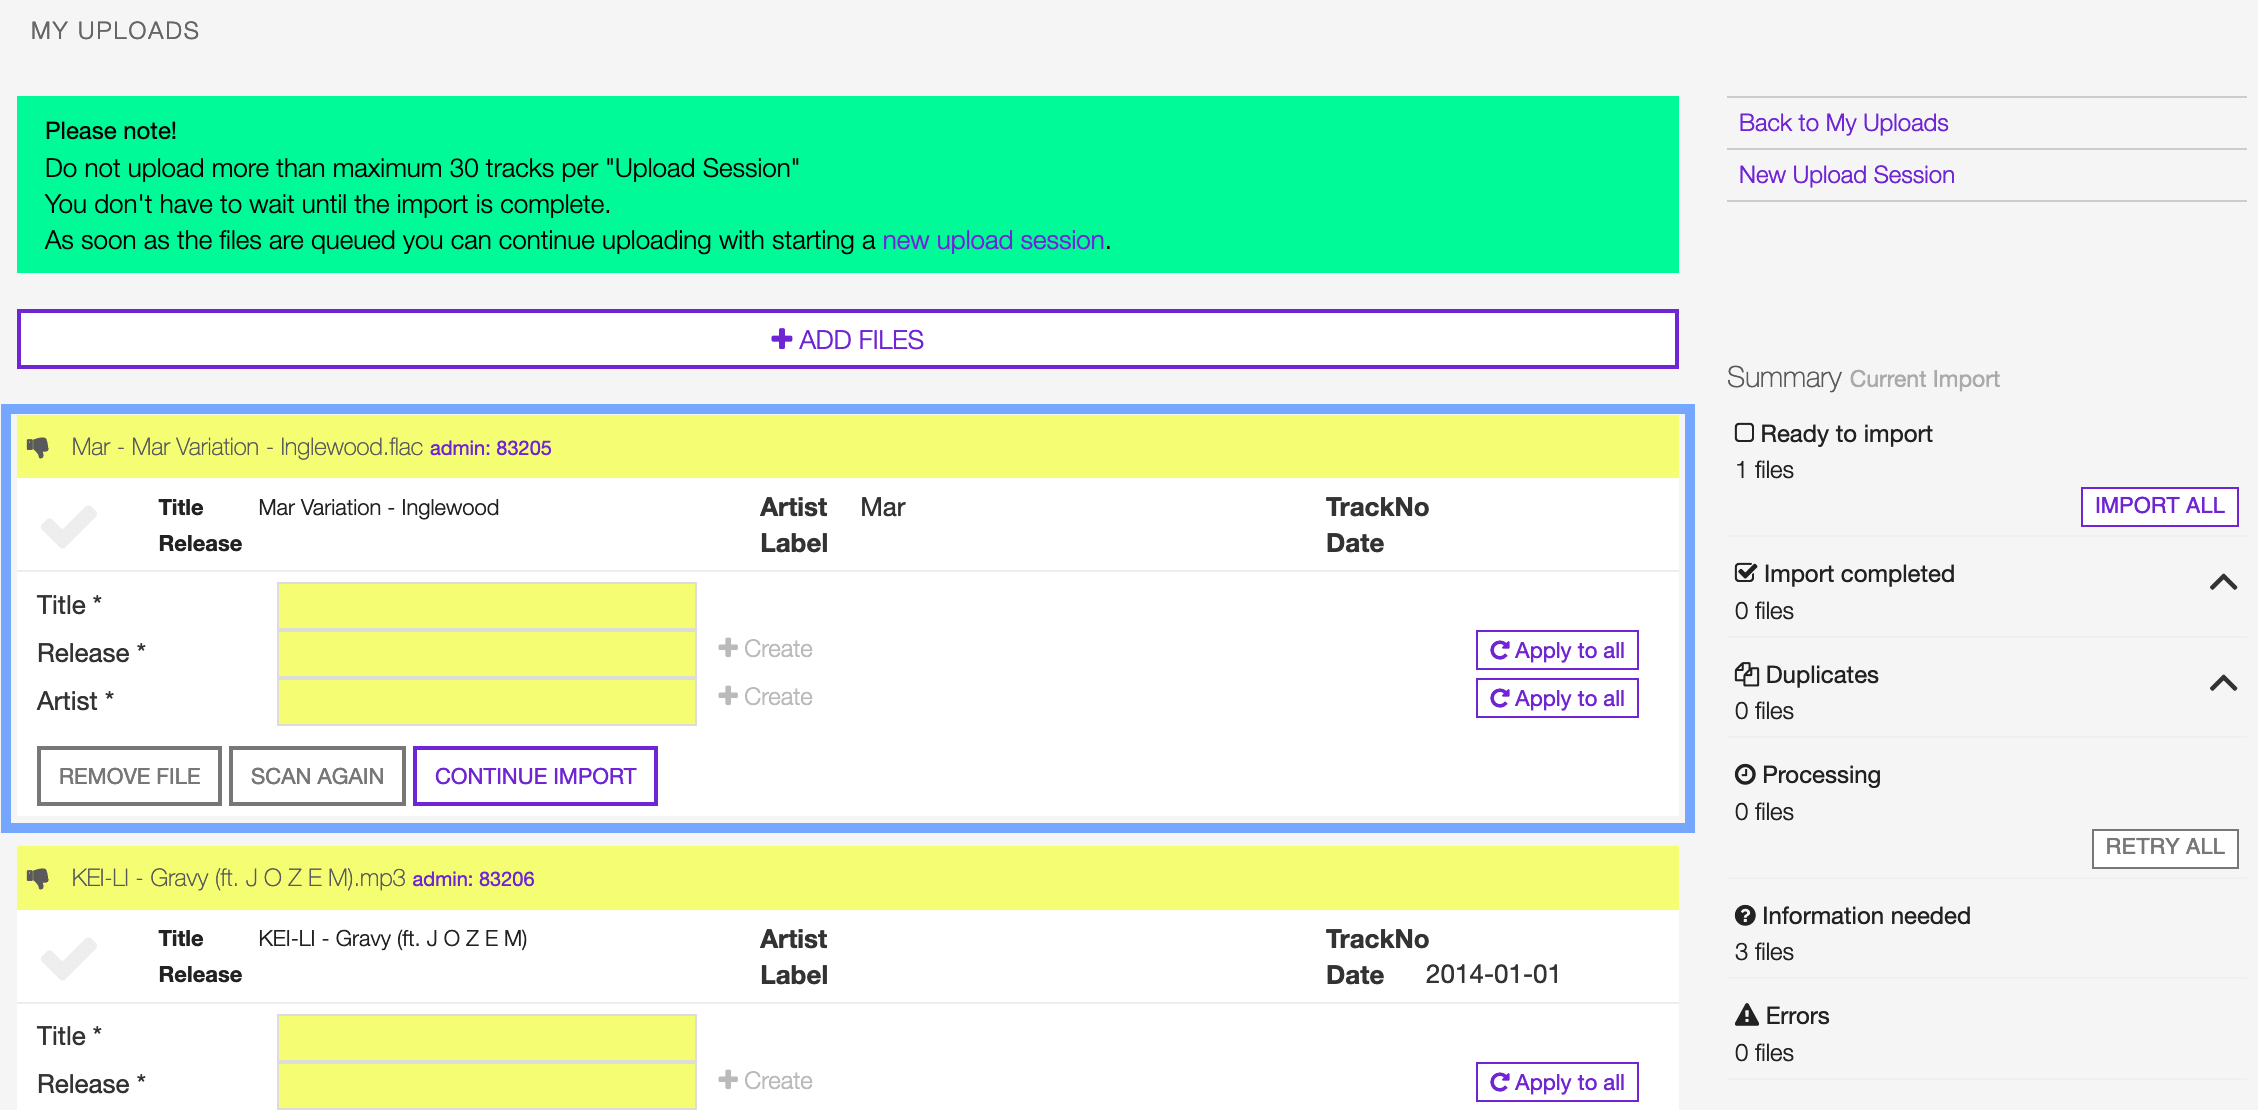 MY UPLOADS
Please note!
Do not upload more than maximum 30 tracks per "Upload Session"
You don't have to wait until the import is complete.
As soon as the files are queued you can continue uploading with starting a new upload session.
ADD FILES
Mar - Mar Variation - Inglewood.flac admin: 83205
Title Mar Variation - Inglewood Artist Mar TrackNo
Release Label Date
Title *
Release * Create Apply to all
Artist * Create Apply to all
REMOVE FILE SCAN AGAIN CONTINUE IMPORT
KEI-LI - Gravy (ft. J O Z E M).mp3 admin: 83206
Title KEI-LI - Gravy (ft. J O Z E M) Artist TrackNo
Release Label Date 2014-01-01
Title *
Release * Create Apply to all
Back to My Uploads
New Upload Session
Summary Current Import
Ready to import
1 files
IMPORT ALL
Import completed
0 files
Duplicates
0 files
Processing
0 files
RETRY ALL
Information needed
3 files
Errors
0 files